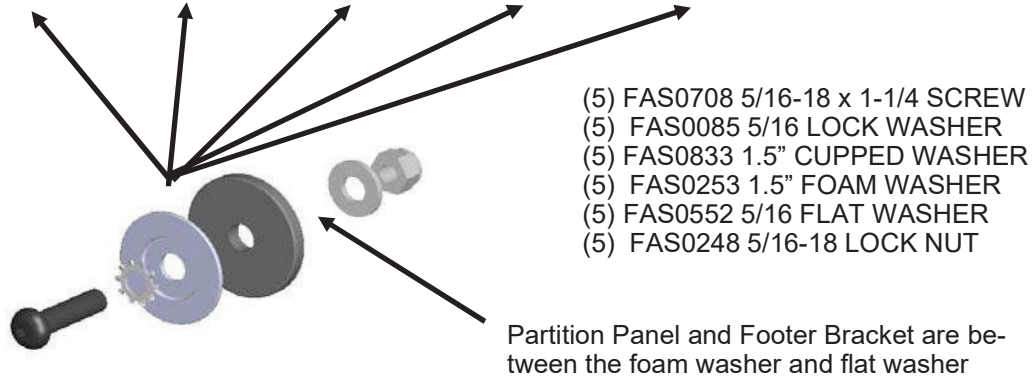 (5) FAS0708 5/16-18 x 1-1/4 SCREW
(5) FAS0085 5/16 LOCK WASHER
(5) FAS0833 1.5” CUPPED WASHER
(5) FAS0253 1.5” FOAM WASHER
(5) FAS0552 5/16 FLAT WASHER
(5) FAS0248 5/16-18 LOCK NUT
Partition Panel and Footer Bracket are be-
tween the foam washer and flat washer